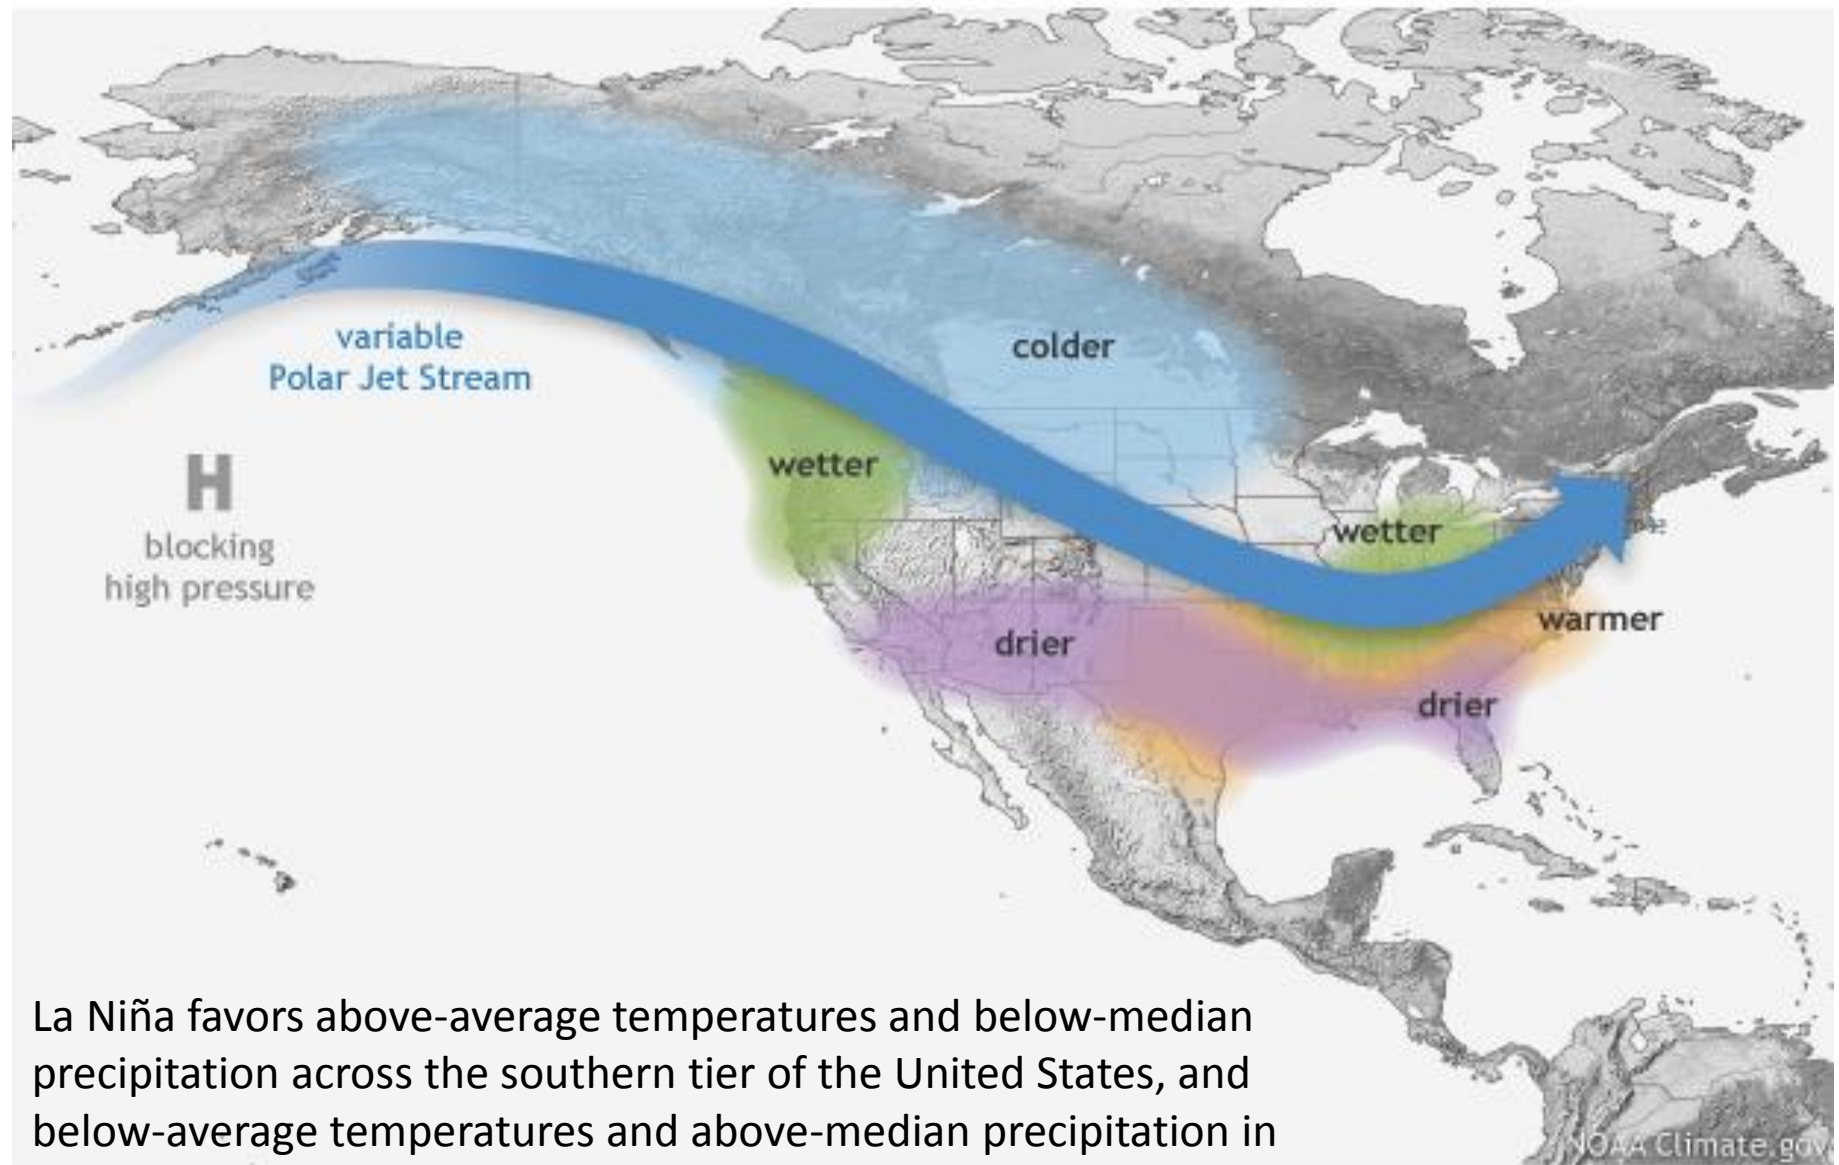 variable
Polar Jet Stream
colder
wetter
H
blocking
high pressure
wetter
warmer
drier
drier
La Niña favors above-average temperatures and below-median
precipitation across the southern tier of the United States, and
below-average temperatures and above-median precipitation in
NOAA Climate.gov